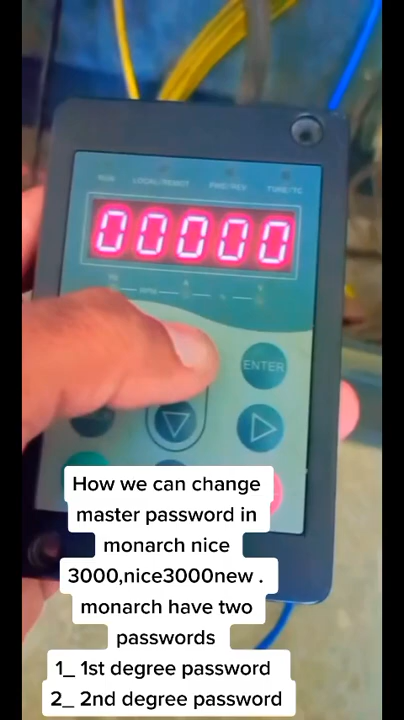 RUN LOCAL/REMOT FWD/REV TUNE/TC
00000
RPM A V
ENTER
How we can change
master password in
monarch nice
3000,nice3000new .
monarch have two
passwords
1_ 1st degree password
2_ 2nd degree password